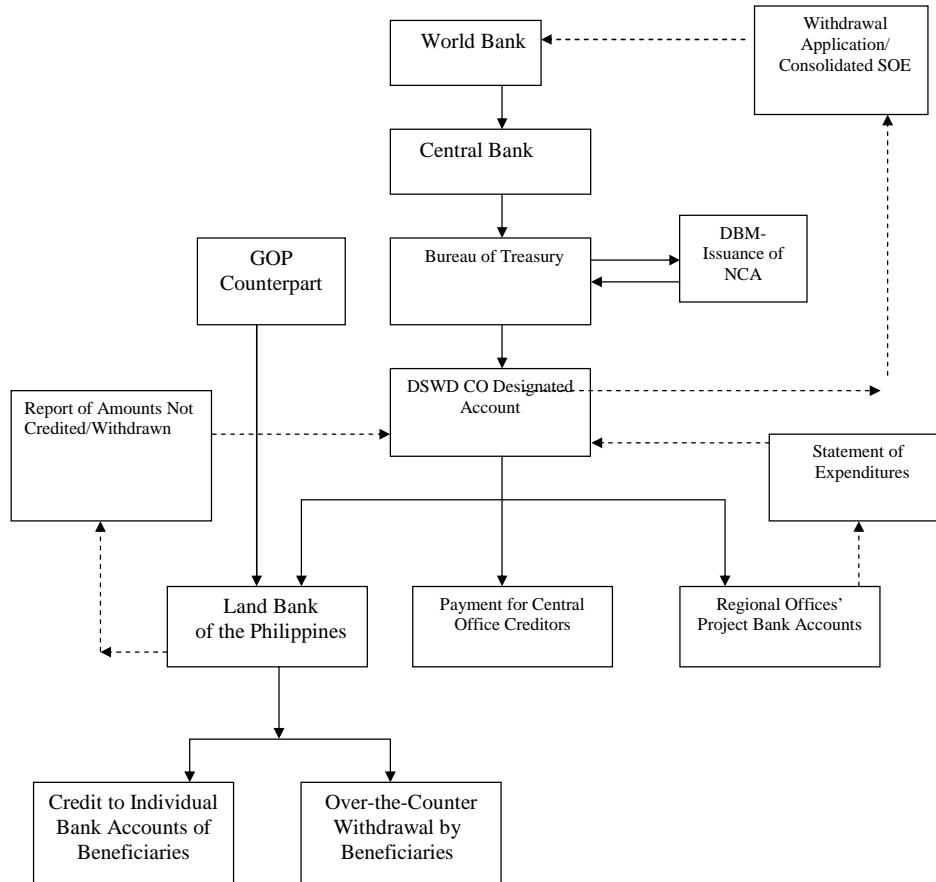 World Bank
Withdrawal
Application/
Consolidated SOE
Central Bank
GOP
Counterpart
Bureau of Treasury
DBM-
Issuance of
NCA
DSWD CO Designated
Account
Report of Amounts Not
Credited/Withdrawn
Statement of
Expenditures
Land Bank
of the Philippines
Payment for Central
Office Creditors
Regional Offices’
Project Bank Accounts
Credit to Individual
Bank Accounts of
Beneficiaries
Over-the-Counter
Withdrawal by
Beneficiaries